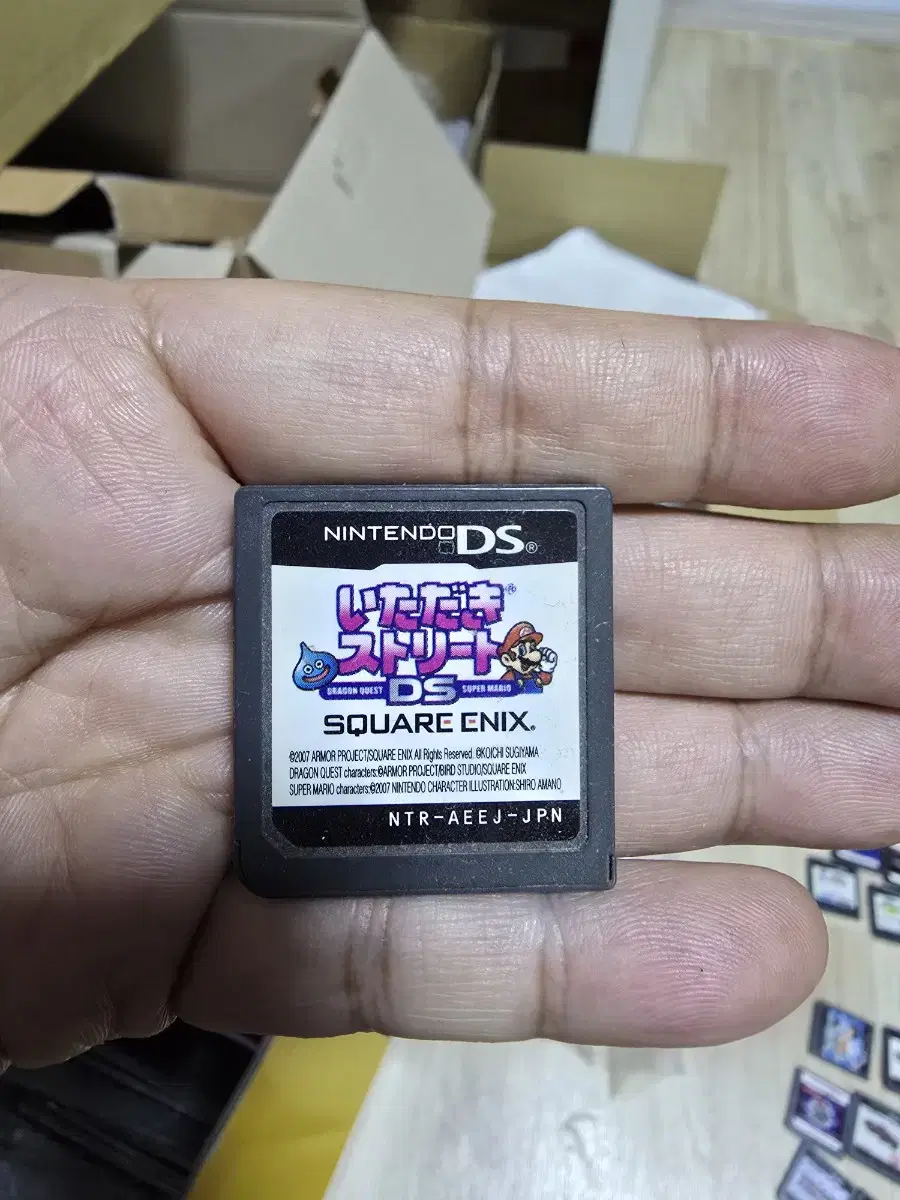 NINTENDO DS®
いただき®
ストリート
DRAGON QUEST DS SUPER MARIO
SQUARE ENIX.
©2007 ARMOR PROJECT/SQUARE ENIX All Rights Reserved. ©KOICHI SUGIYAMA
DRAGON QUEST characters:©ARMOR PROJECT/BIRD STUDIO/SQUARE ENIX
SUPER MARIO characters:©2007 NINTENDO CHARACTER ILLUSTRATION:SHIRO AMANO
NTR-AEEJ-JPN